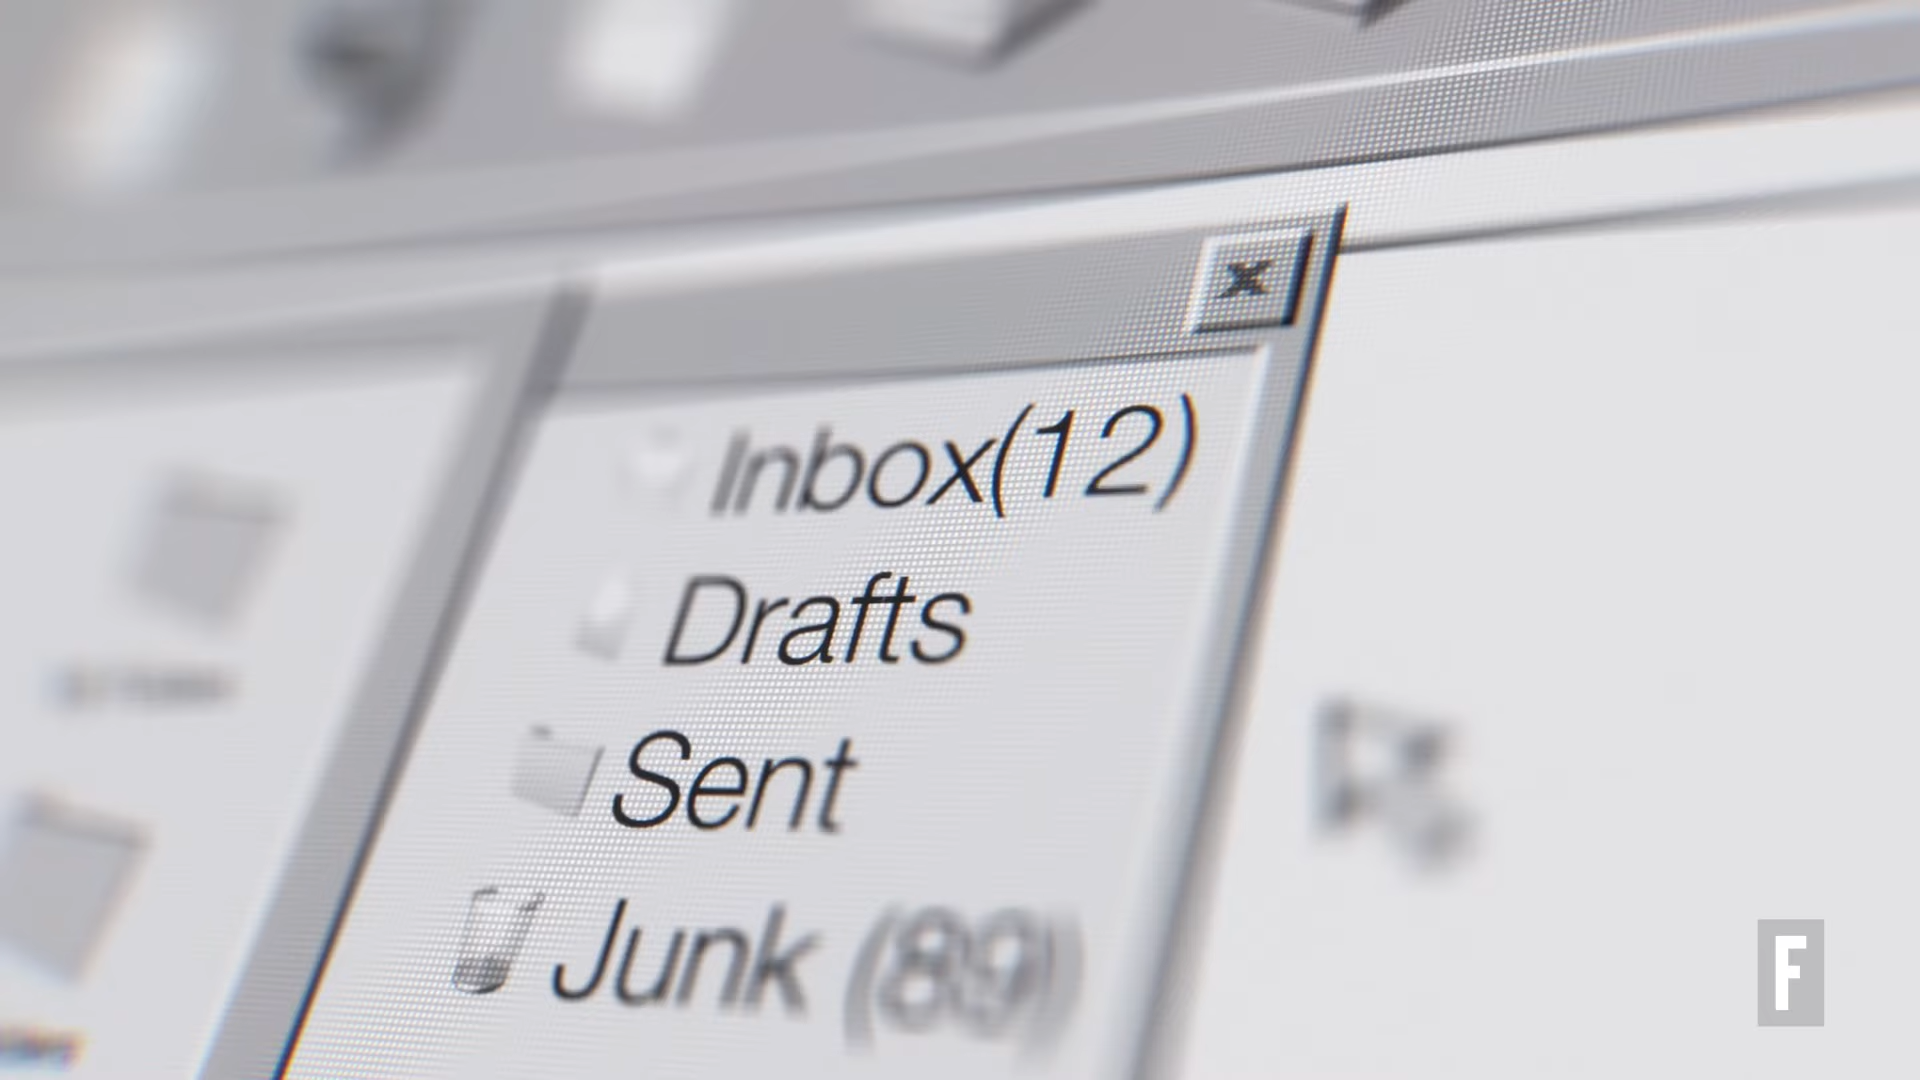 Inbox(12)
Drafts
Sent
Junk (89)
F